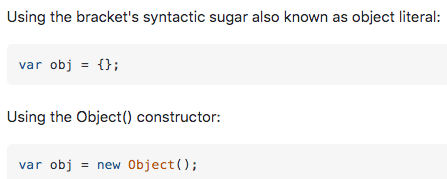 Using the bracket's syntactic sugar also known as object literal:
var obj = {};
Using the Object() constructor:
var obj = new Object();